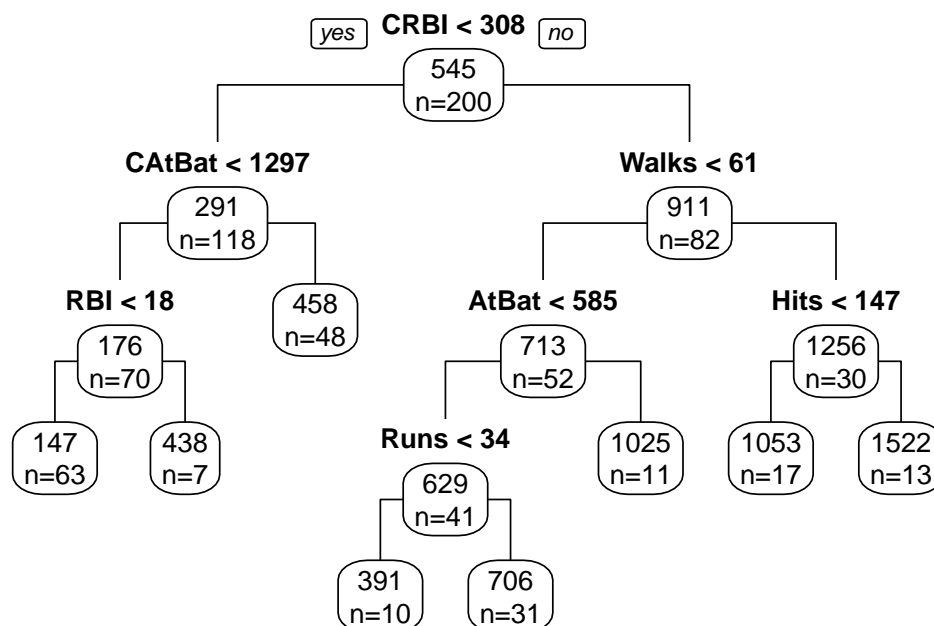 yes CRBI < 308 no
545
n=200
CAtBat < 1297
Walks < 61
291
n=118
911
n=82
RBI < 18
458
n=48
AtBat < 585
Hits < 147
176
n=70
713
n=52
1256
n=30
147
n=63
438
n=7
Runs < 34
1025
n=11
1053
n=17
1522
n=13
629
n=41
391
n=10
706
n=31